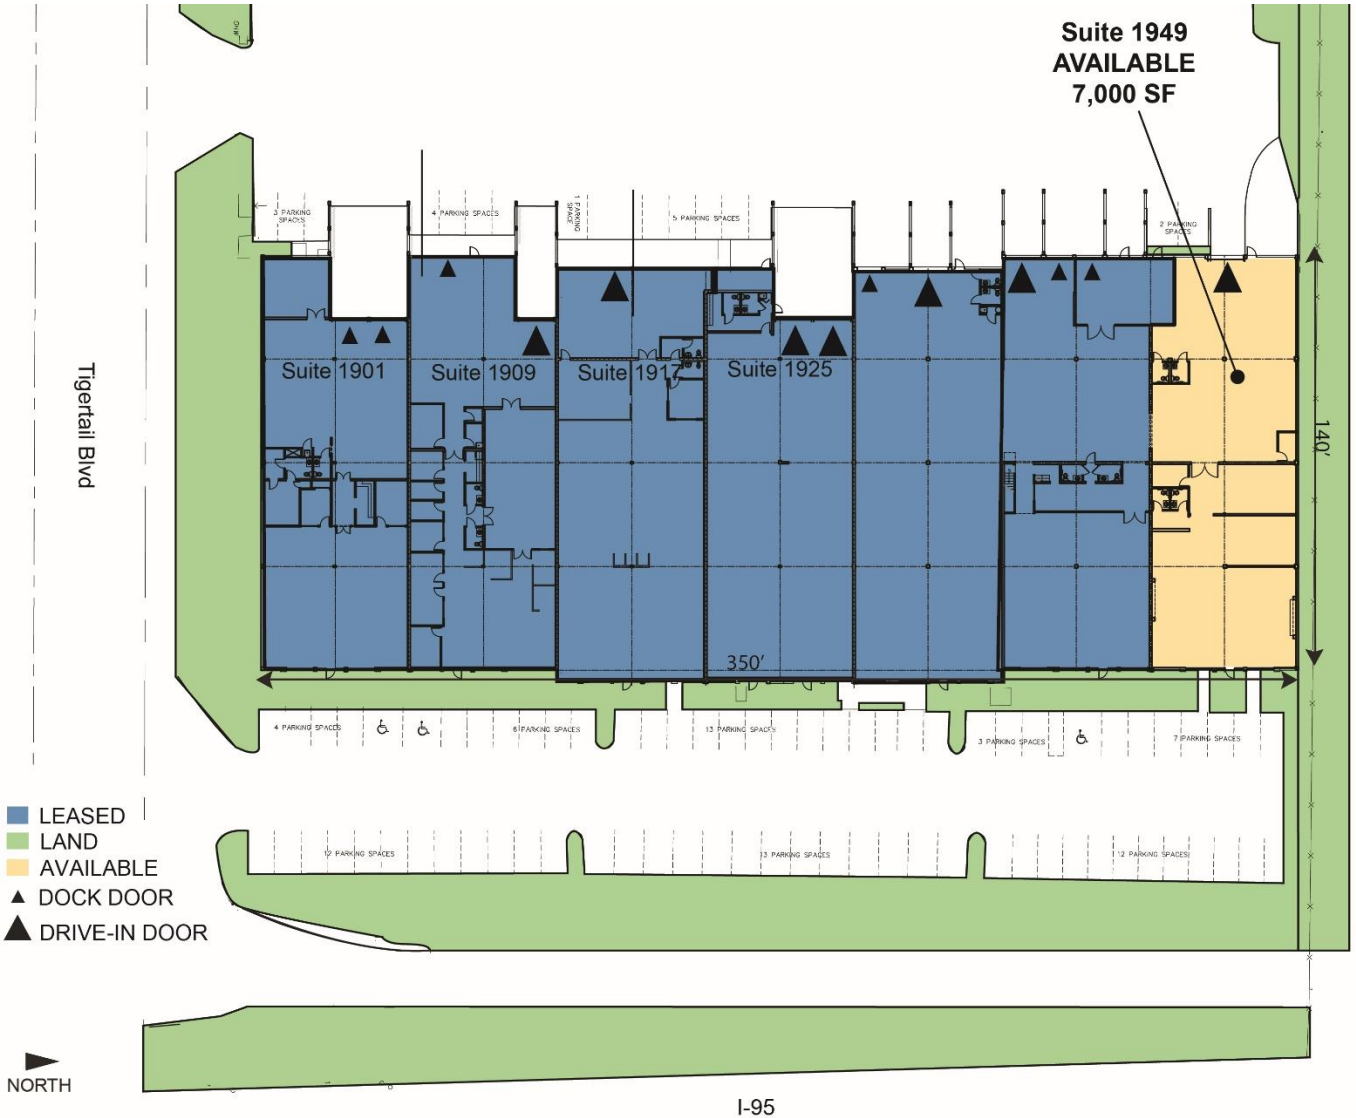 Suite 1949
AVAILABLE
7,000 SF
3 PARKING
SPACES
4 PARKING SPACES
1 PARKING
SPACE
5 PARKING SPACES
2 PARKING
SPACES
Suite 1901
Suite 1909
Suite 1917
Suite 1925
Tigertail Blvd
140'
350'
4 PARKING SPACES
6 PARKING SPACES
13 PARKING SPACES
3 PARKING SPACES
7 PARKING SPACES
12 PARKING SPACES
13 PARKING SPACES
12 PARKING SPACES
LEASED
LAND
AVAILABLE
DOCK DOOR
DRIVE-IN DOOR
NORTH
I-95